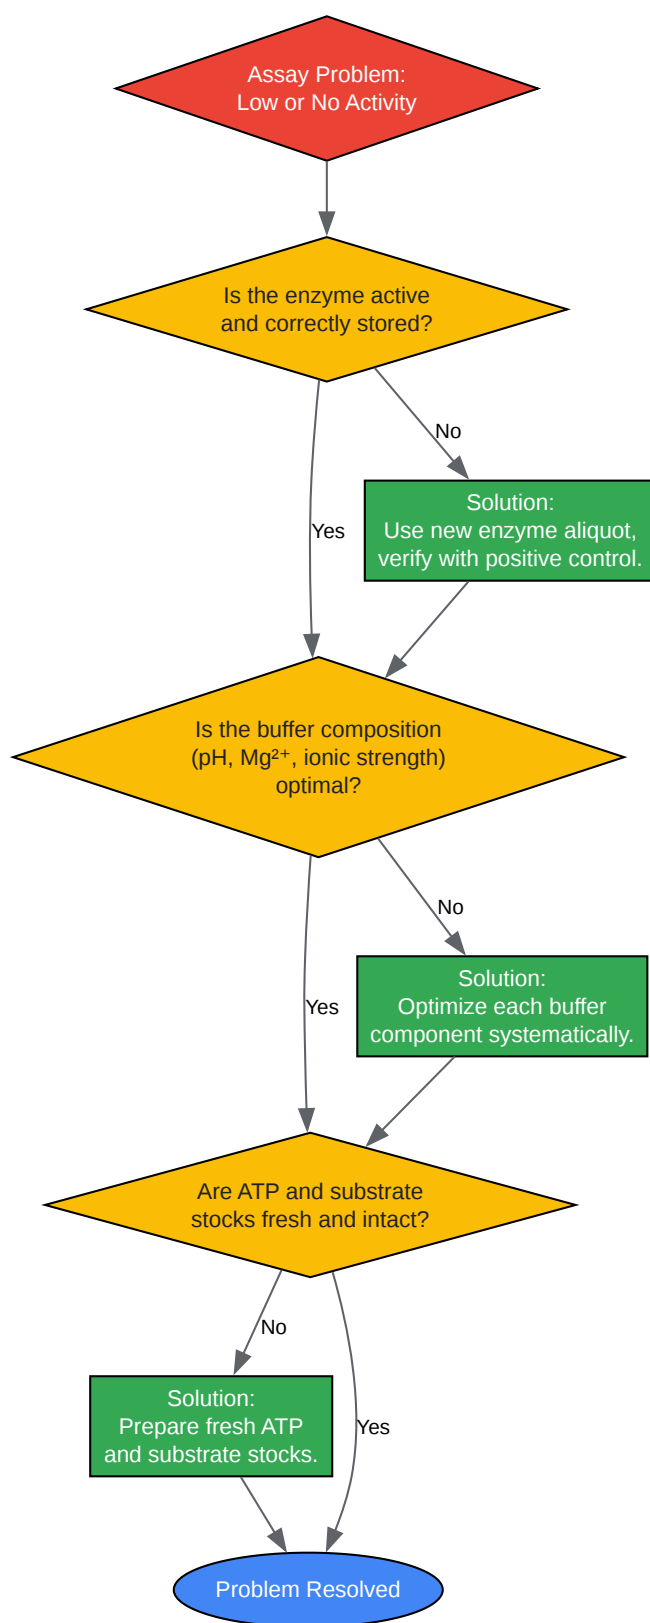 Assay Problem:
Low or No Activity
Is the enzyme active
and correctly stored?
No
Solution:
Use new enzyme aliquot,
verify with positive control.
Yes
Is the buffer composition
(pH, Mg²⁺, ionic strength)
optimal?
No
Solution:
Optimize each buffer
component systematically.
Yes
Are ATP and substrate
stocks fresh and intact?
No
Solution:
Prepare fresh ATP
and substrate stocks.
Yes
Problem Resolved